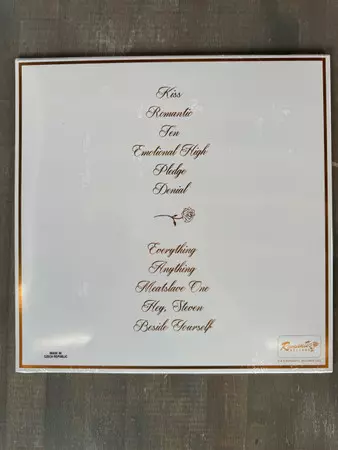 Kiss
Romantic
Ten
Emotional High
Pledge
Denial
Everything
Anything
Meatslave One
Hey, Steven
Beside Yourself
MADE IN
CZECH REPUBLIC